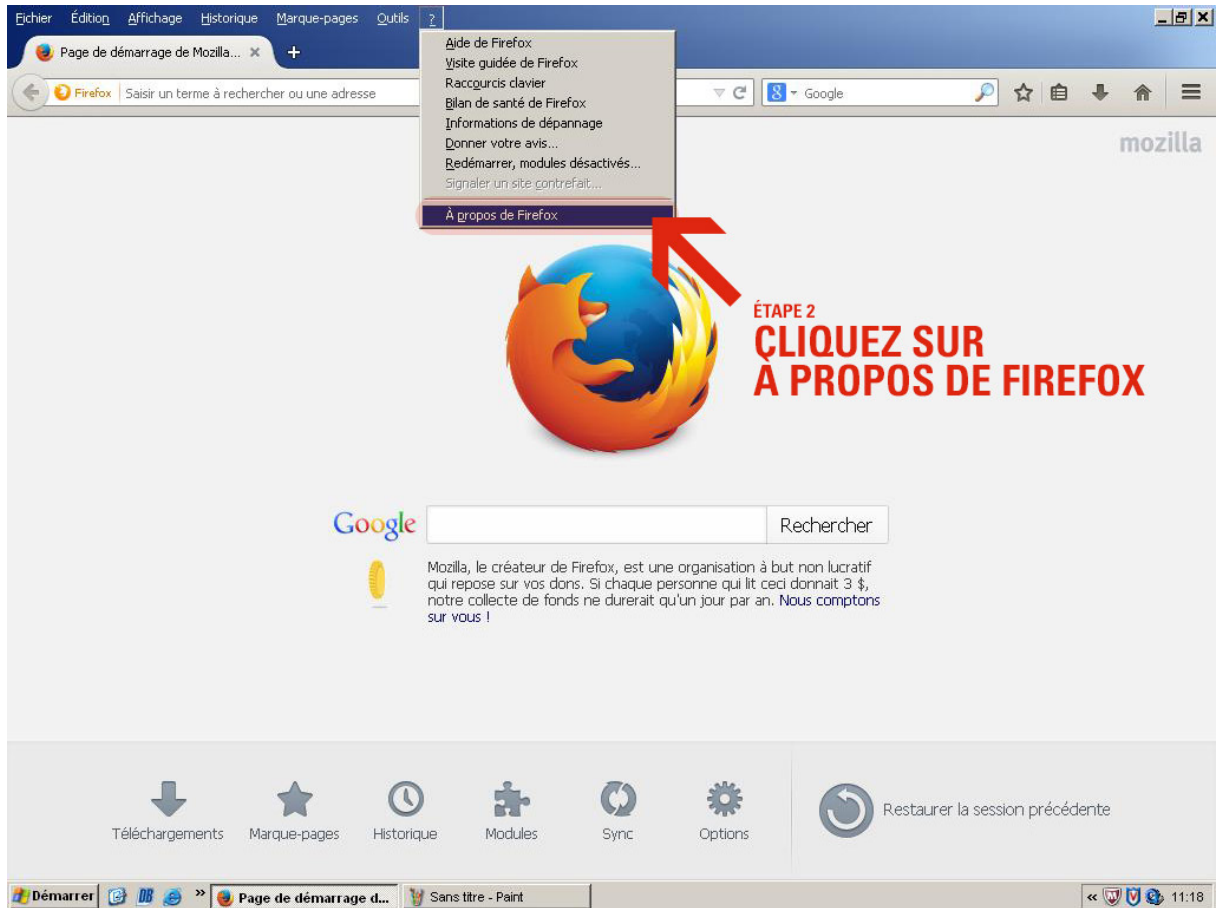 Fichier Édition Affichage Historique Marque-pages Outils ?
Page de démarrage de Mozilla...
Aide de Firefox
Visite guidée de Firefox
Raccourcis clavier
Bilan de santé de Firefox
Informations de dépannage
Donner votre avis...
Redémarrer, modules désactivés...
Signaler un site contrefait...
À propos de Firefox
Firefox Saisir un terme à rechercher ou une adresse
Google
mozilla
ÉTAPE 2
CLIQUEZ SUR
À PROPOS DE FIREFOX
Google
Rechercher
Mozilla, le créateur de Firefox, est une organisation à but non lucratif
qui repose sur vos dons. Si chaque personne qui lit ceci donnait 3 $,
notre collecte de fonds ne durerait qu'un jour par an. Nous comptons
sur vous !
Téléchargements Marque-pages Historique Modules Sync Options
Restaurer la session précédente
Démarrer
DB
Page de démarrage d...
Sans titre - Paint
11:18